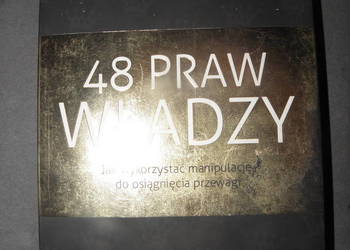 48 PRAW
WŁADZY
Jak wykorzystać manipulację
do osiągnięcia przewagi